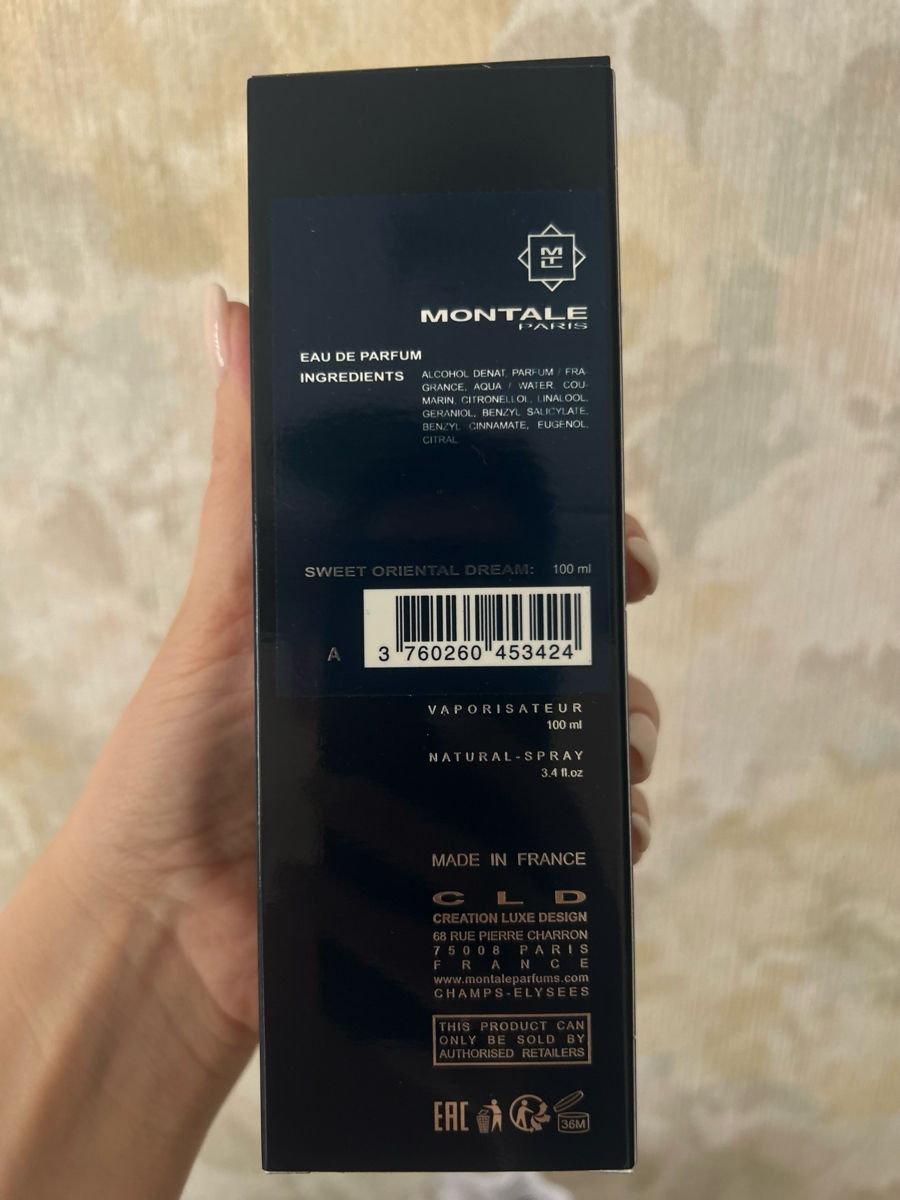 MTL
MONTALE
PARIS
EAU DE PARFUM
INGREDIENTS
ALCOHOL DENAT, PARFUM / FRA-
GRANCE, AQUA / WATER, COU-
MARIN, CITRONELLOL, LINALOOL,
GERANIOL, BENZYL SALICYLATE,
BENZYL CINNAMATE, EUGENOL,
CITRAL
SWEET ORIENTAL DREAM: 100 ml
A 3 760260 453424
VAPORISATEUR
100 ml
NATURAL-SPRAY
3.4 fl.oz
MADE IN FRANCE
CLD
CREATION LUXE DESIGN
68 RUE PIERRE CHARRON
75008 PARIS
FRANCE
www.montaleparfums.com
CHAMPS-ELYSEES
THIS PRODUCT CAN
ONLY BE SOLD BY
AUTHORISED RETAILERS
EAC 36M